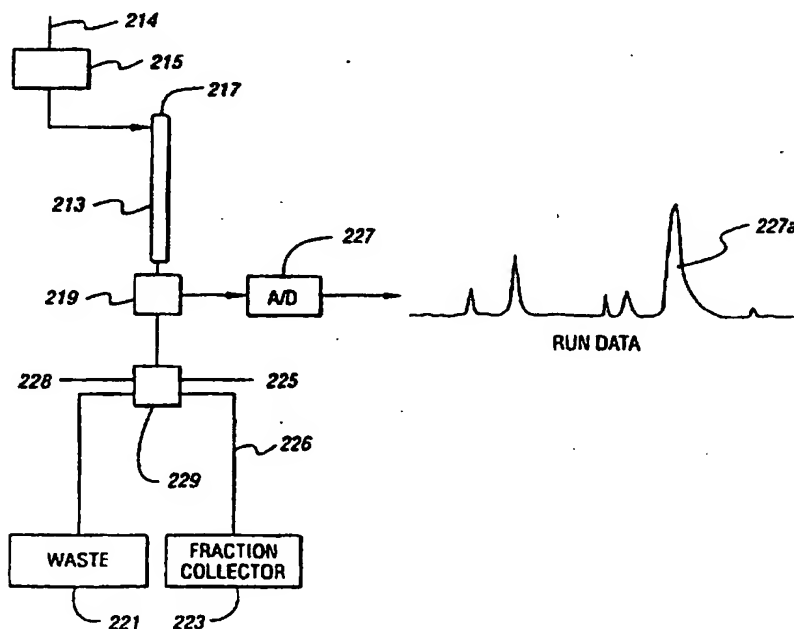 214
215
217
213
227
227a
219
A/D
RUN DATA
228
225
226
229
WASTE
FRACTION
COLLECTOR
221
223